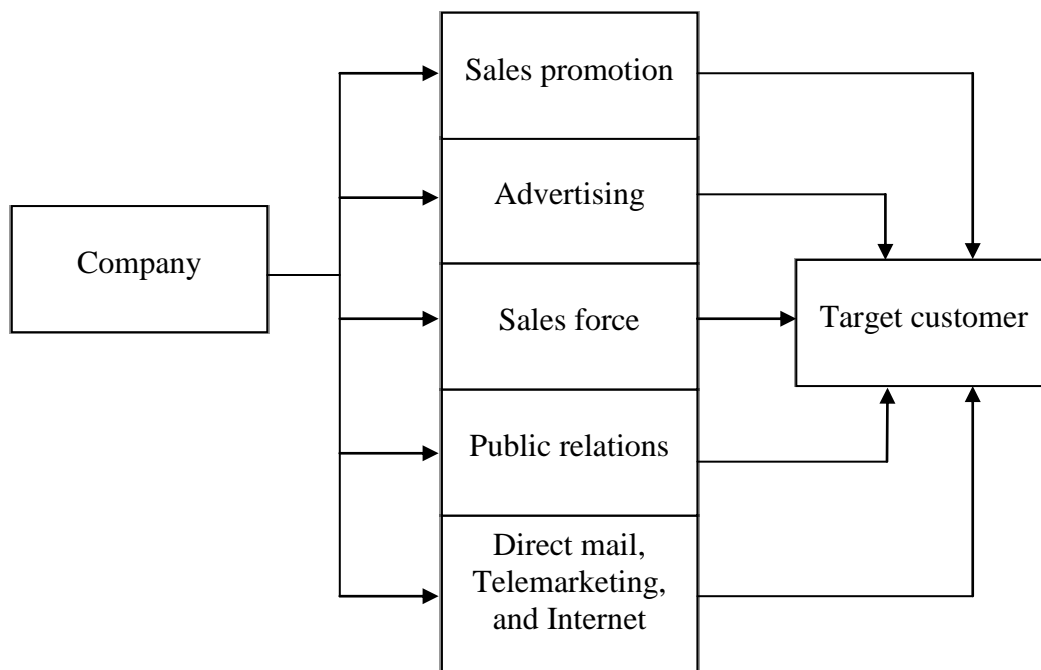 Sales promotion
Advertising
Company
Sales force
Target customer
Public relations
Direct mail,
Telemarketing,
and Internet